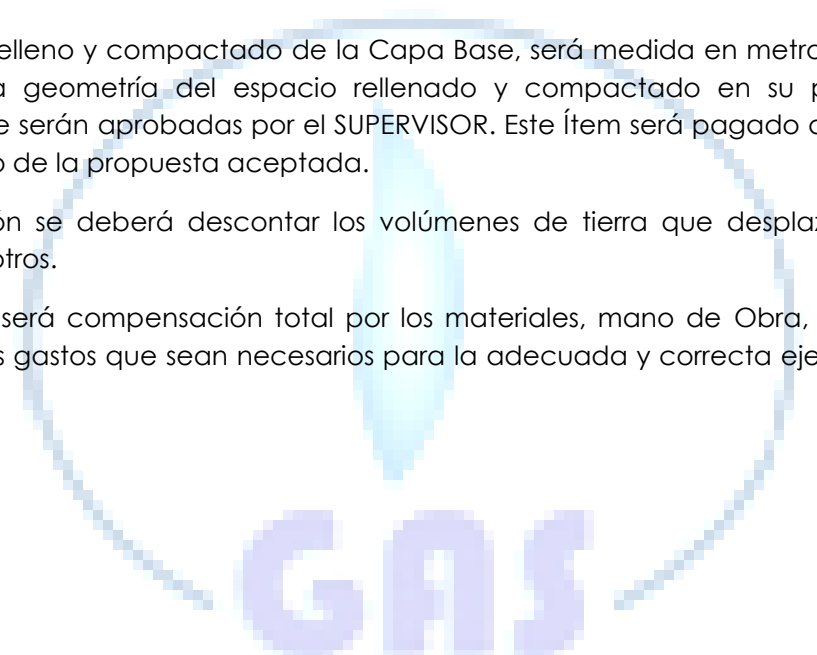 elleno y compactado de la Capa Base, será medida en metro
a geometría del espacio rellenado y compactado en su p
e serán aprobadas por el SUPERVISOR. Este Ítem será pagado
o de la propuesta aceptada.
ón se deberá descontar los volúmenes de tierra que despla
otros.
será compensación total por los materiales, mano de Obra,
s gastos que sean necesarios para la adecuada y correcta eje
GAS